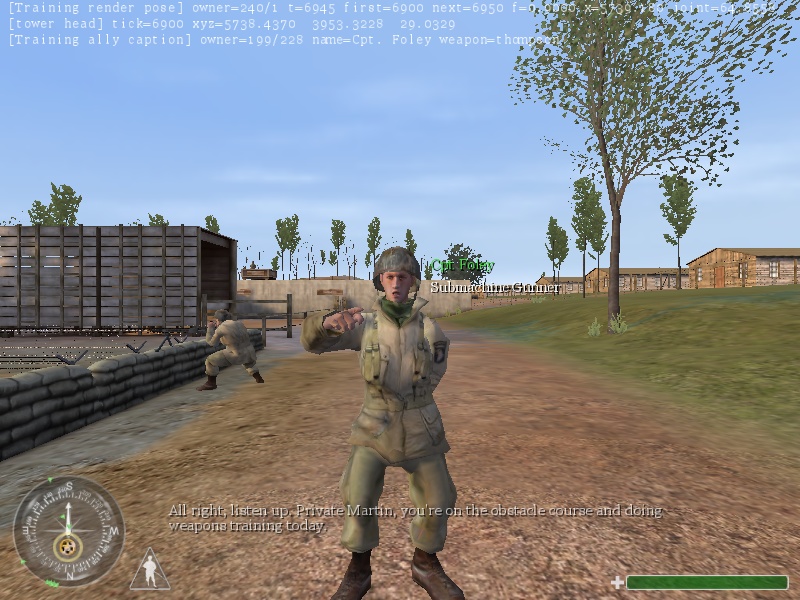 [Training render pose] owner=240/1 t=6945 first=6900 next=6950
[tower head] tick=6900 xyz=5738.4370 3953.3228 29.0329
[Training ally caption] owner=199/228 name=Cpt. Foley
Cpt. Foley
Submachine Gunner
All right, listen up. Private Martin, you're on the obstacle course and doing
weapons training today.
S
W
N
E